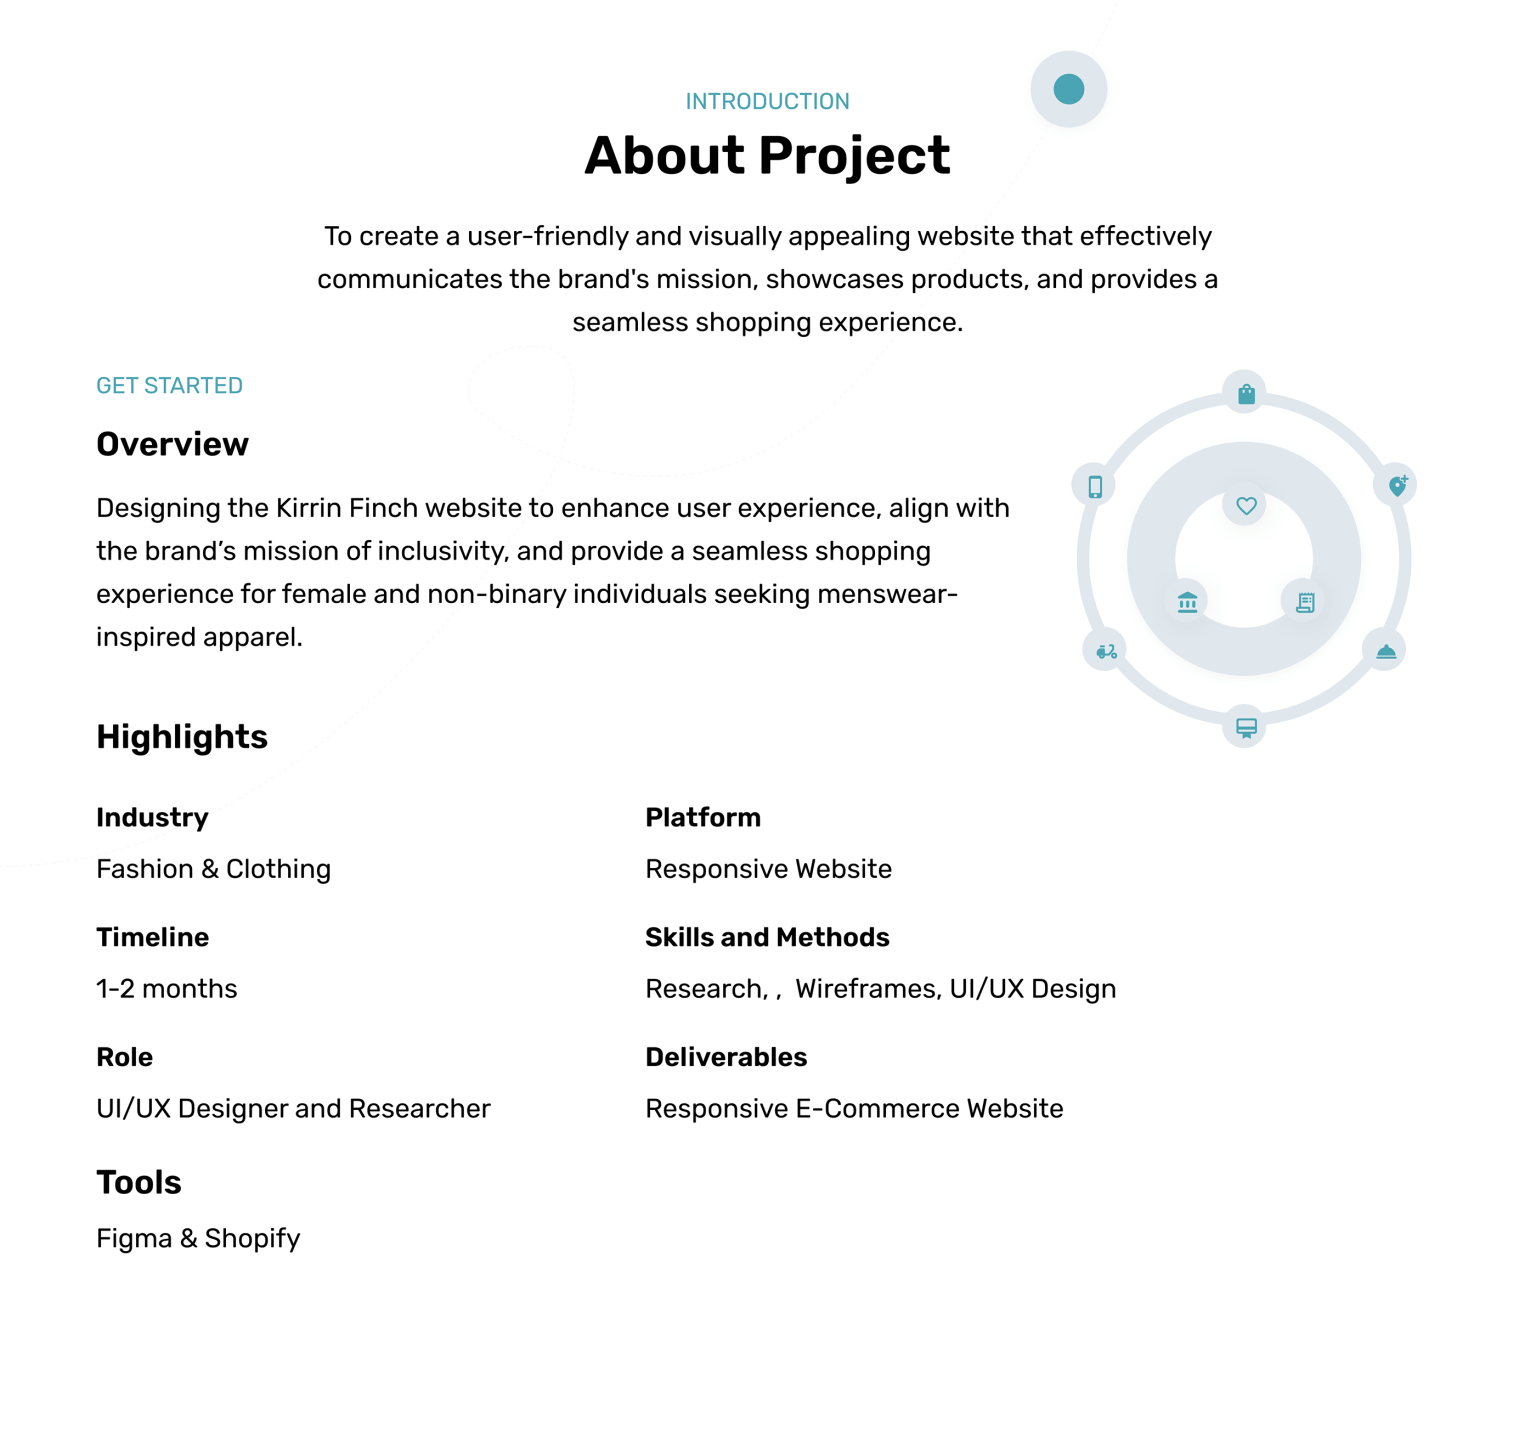 INTRODUCTION
About Project
To create a user-friendly and visually appealing website that effectively
communicates the brand's mission, showcases products, and provides a
seamless shopping experience.
GET STARTED
Overview
Designing the Kirrin Finch website to enhance user experience, align with
the brand’s mission of inclusivity, and provide a seamless shopping
experience for female and non-binary individuals seeking menswear-
inspired apparel.
Highlights
Industry
Fashion & Clothing
Platform
Responsive Website
Timeline
1-2 months
Skills and Methods
Research, ,  Wireframes, UI/UX Design
Role
UI/UX Designer and Researcher
Deliverables
Responsive E-Commerce Website
Tools
Figma & Shopify